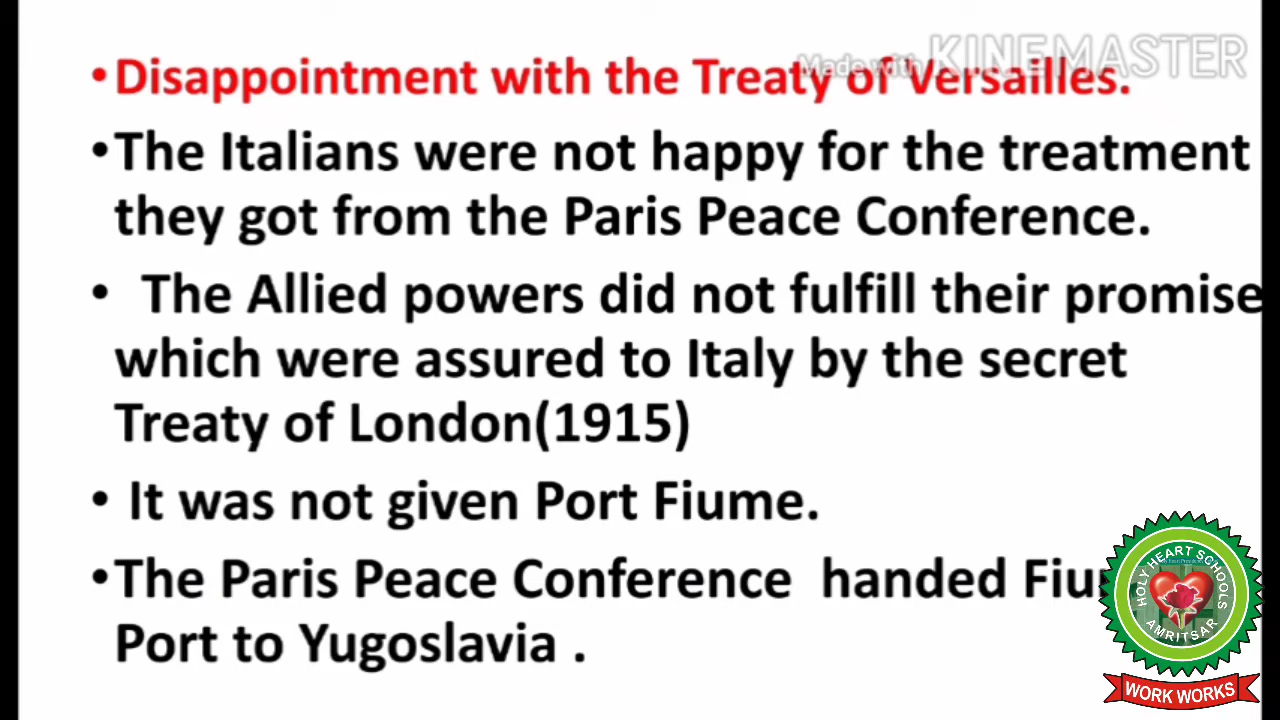 Made with KINEMASTER
•Disappointment with the Treaty of Versailles.
•The Italians were not happy for the treatment
they got from the Paris Peace Conference.
• The Allied powers did not fulfill their promise
which were assured to Italy by the secret
Treaty of London(1915)
• It was not given Port Fiume.
•The Paris Peace Conference handed
Port to Yugoslavia .
HOLY HEART SCHOOLS
AMRITSAR
WORK WORKS